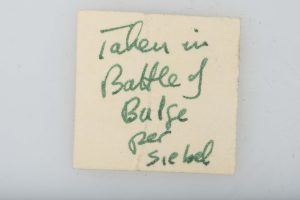 Taken in
Battle of
Bulge
per
Siebel